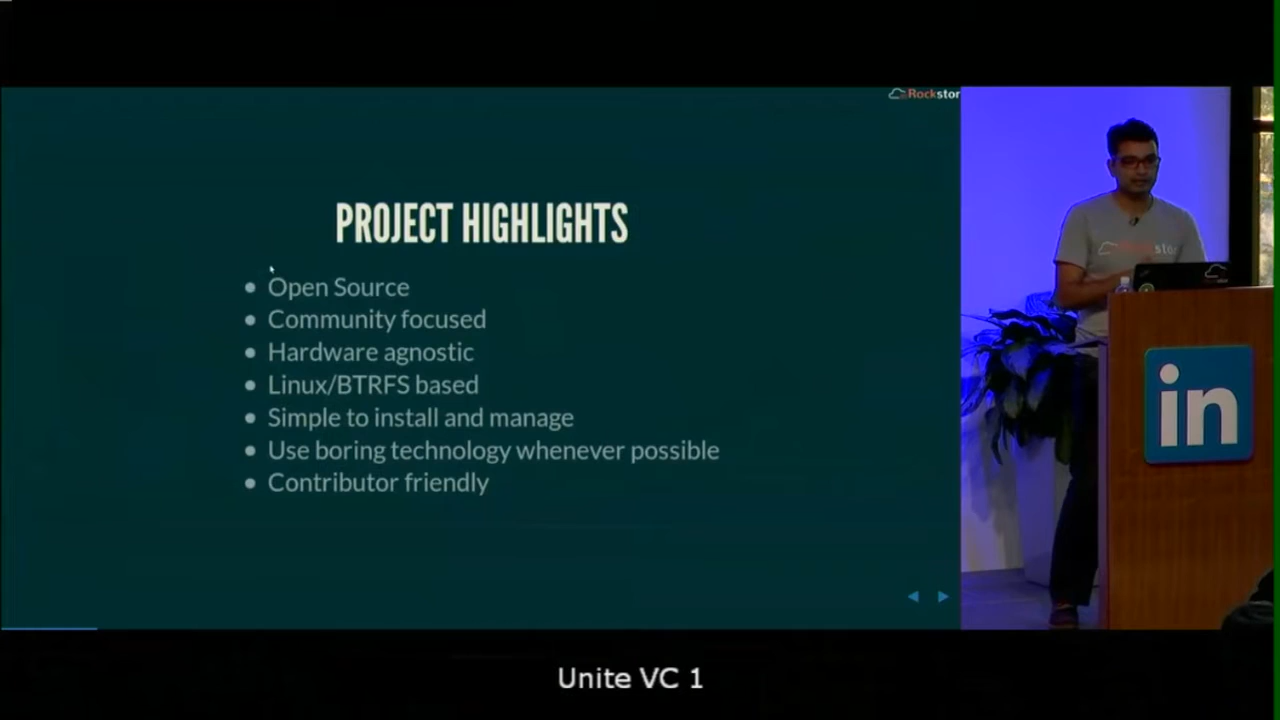 Rockstor
PROJECT HIGHLIGHTS
Open Source
Community focused
Hardware agnostic
Linux/BTRFS based
Simple to install and manage
Use boring technology whenever possible
Contributor friendly
in
Unite VC 1